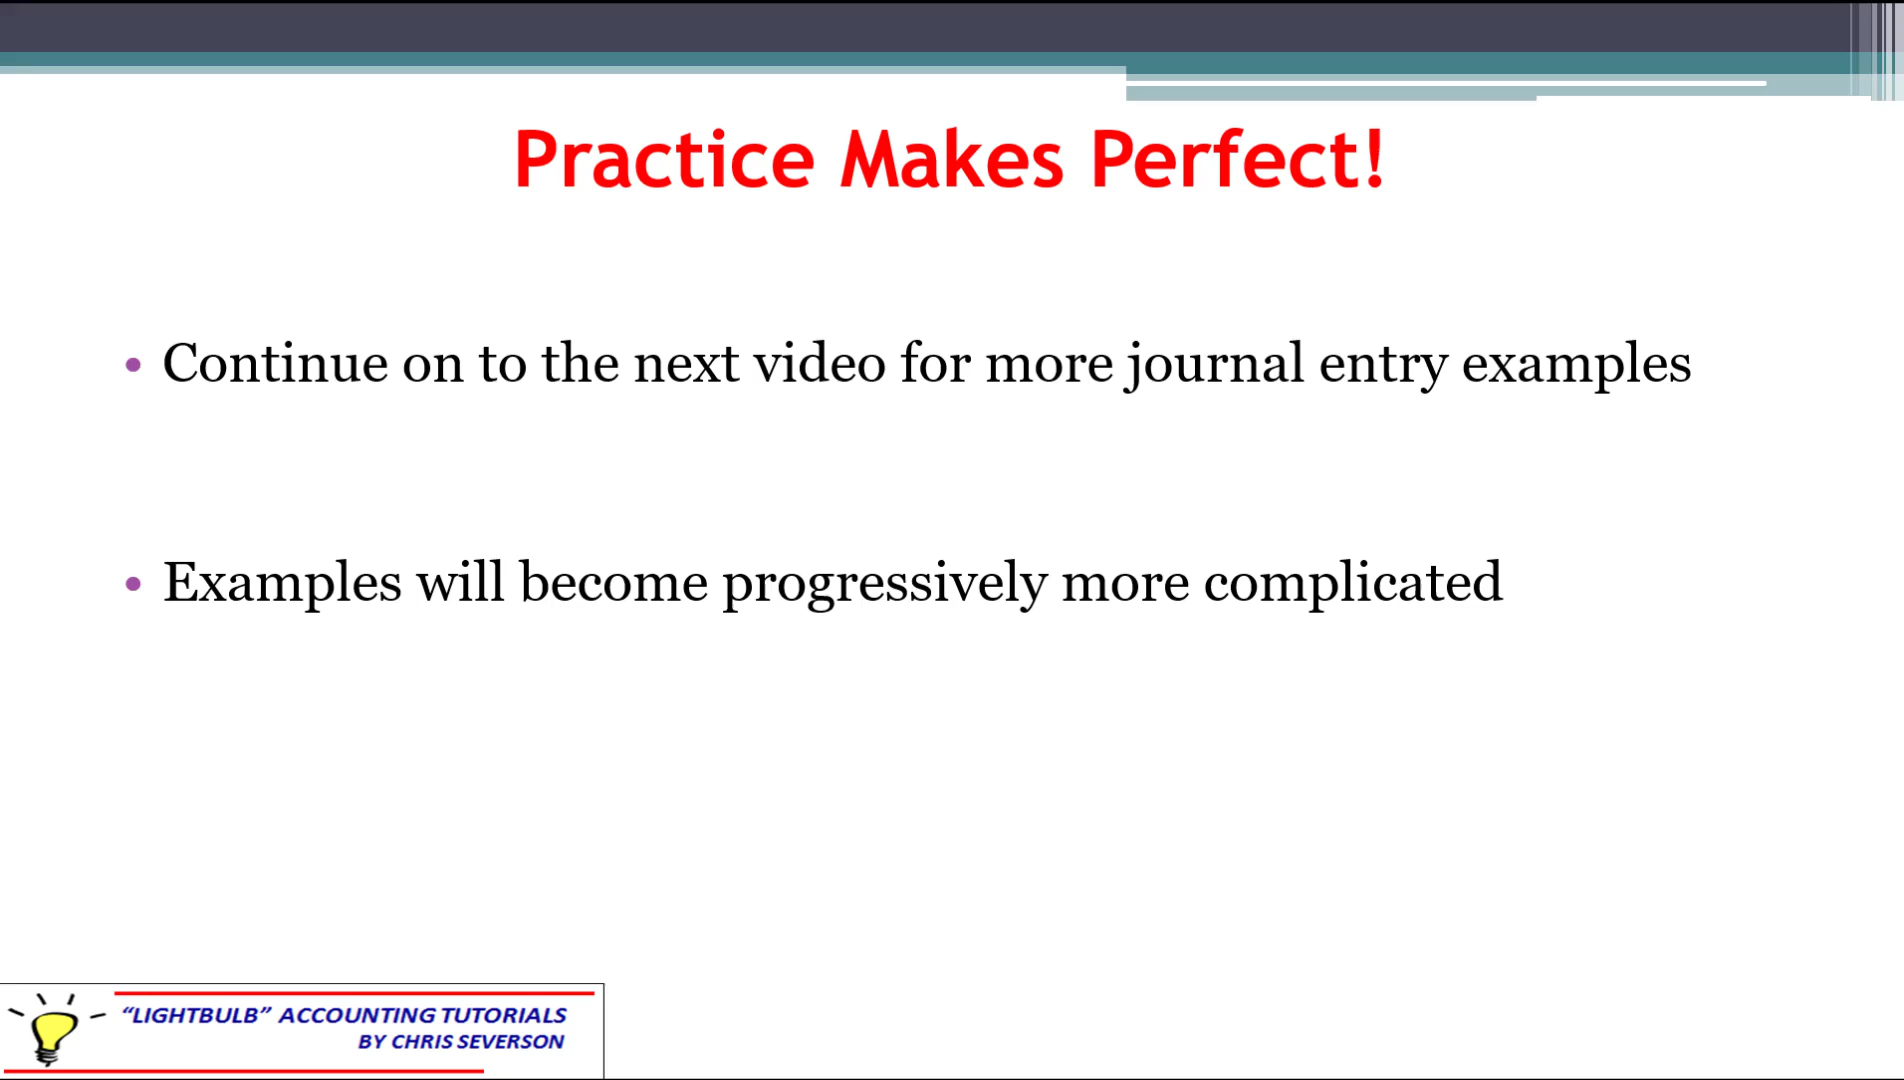 Practice Makes Perfect!
• Continue on to the next video for more journal entry examples
• Examples will become progressively more complicated
“LIGHTBULB” ACCOUNTING TUTORIALS
BY CHRIS SEVERSON